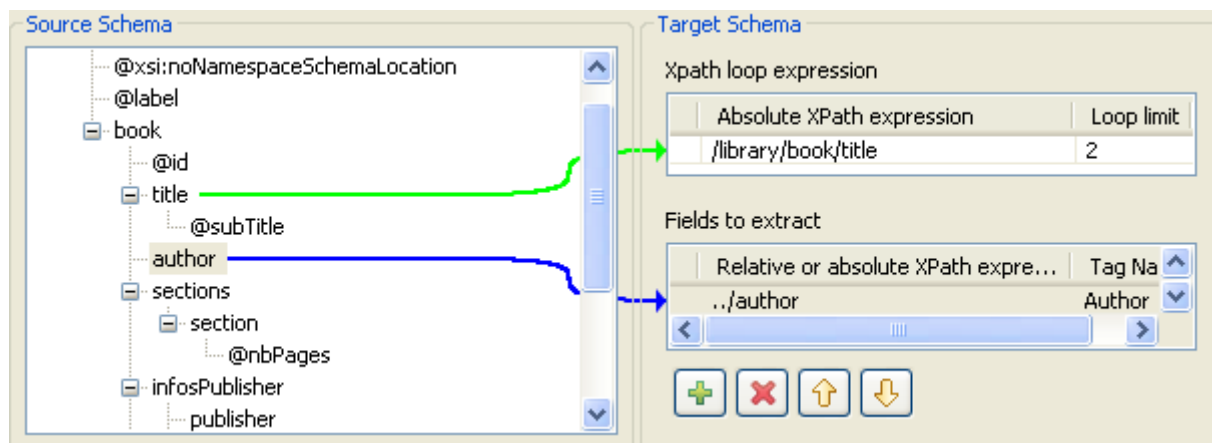 Source Schema
@xsi:noNamespaceSchemaLocation
@label
book
@id
title
@subTitle
author
sections
section
@nbPages
infosPublisher
publisher
Target Schema
Xpath loop expression
Absolute XPath expression Loop limit
/library/book/title 2
Fields to extract
Relative or absolute XPath expre... Tag Na
../author Author